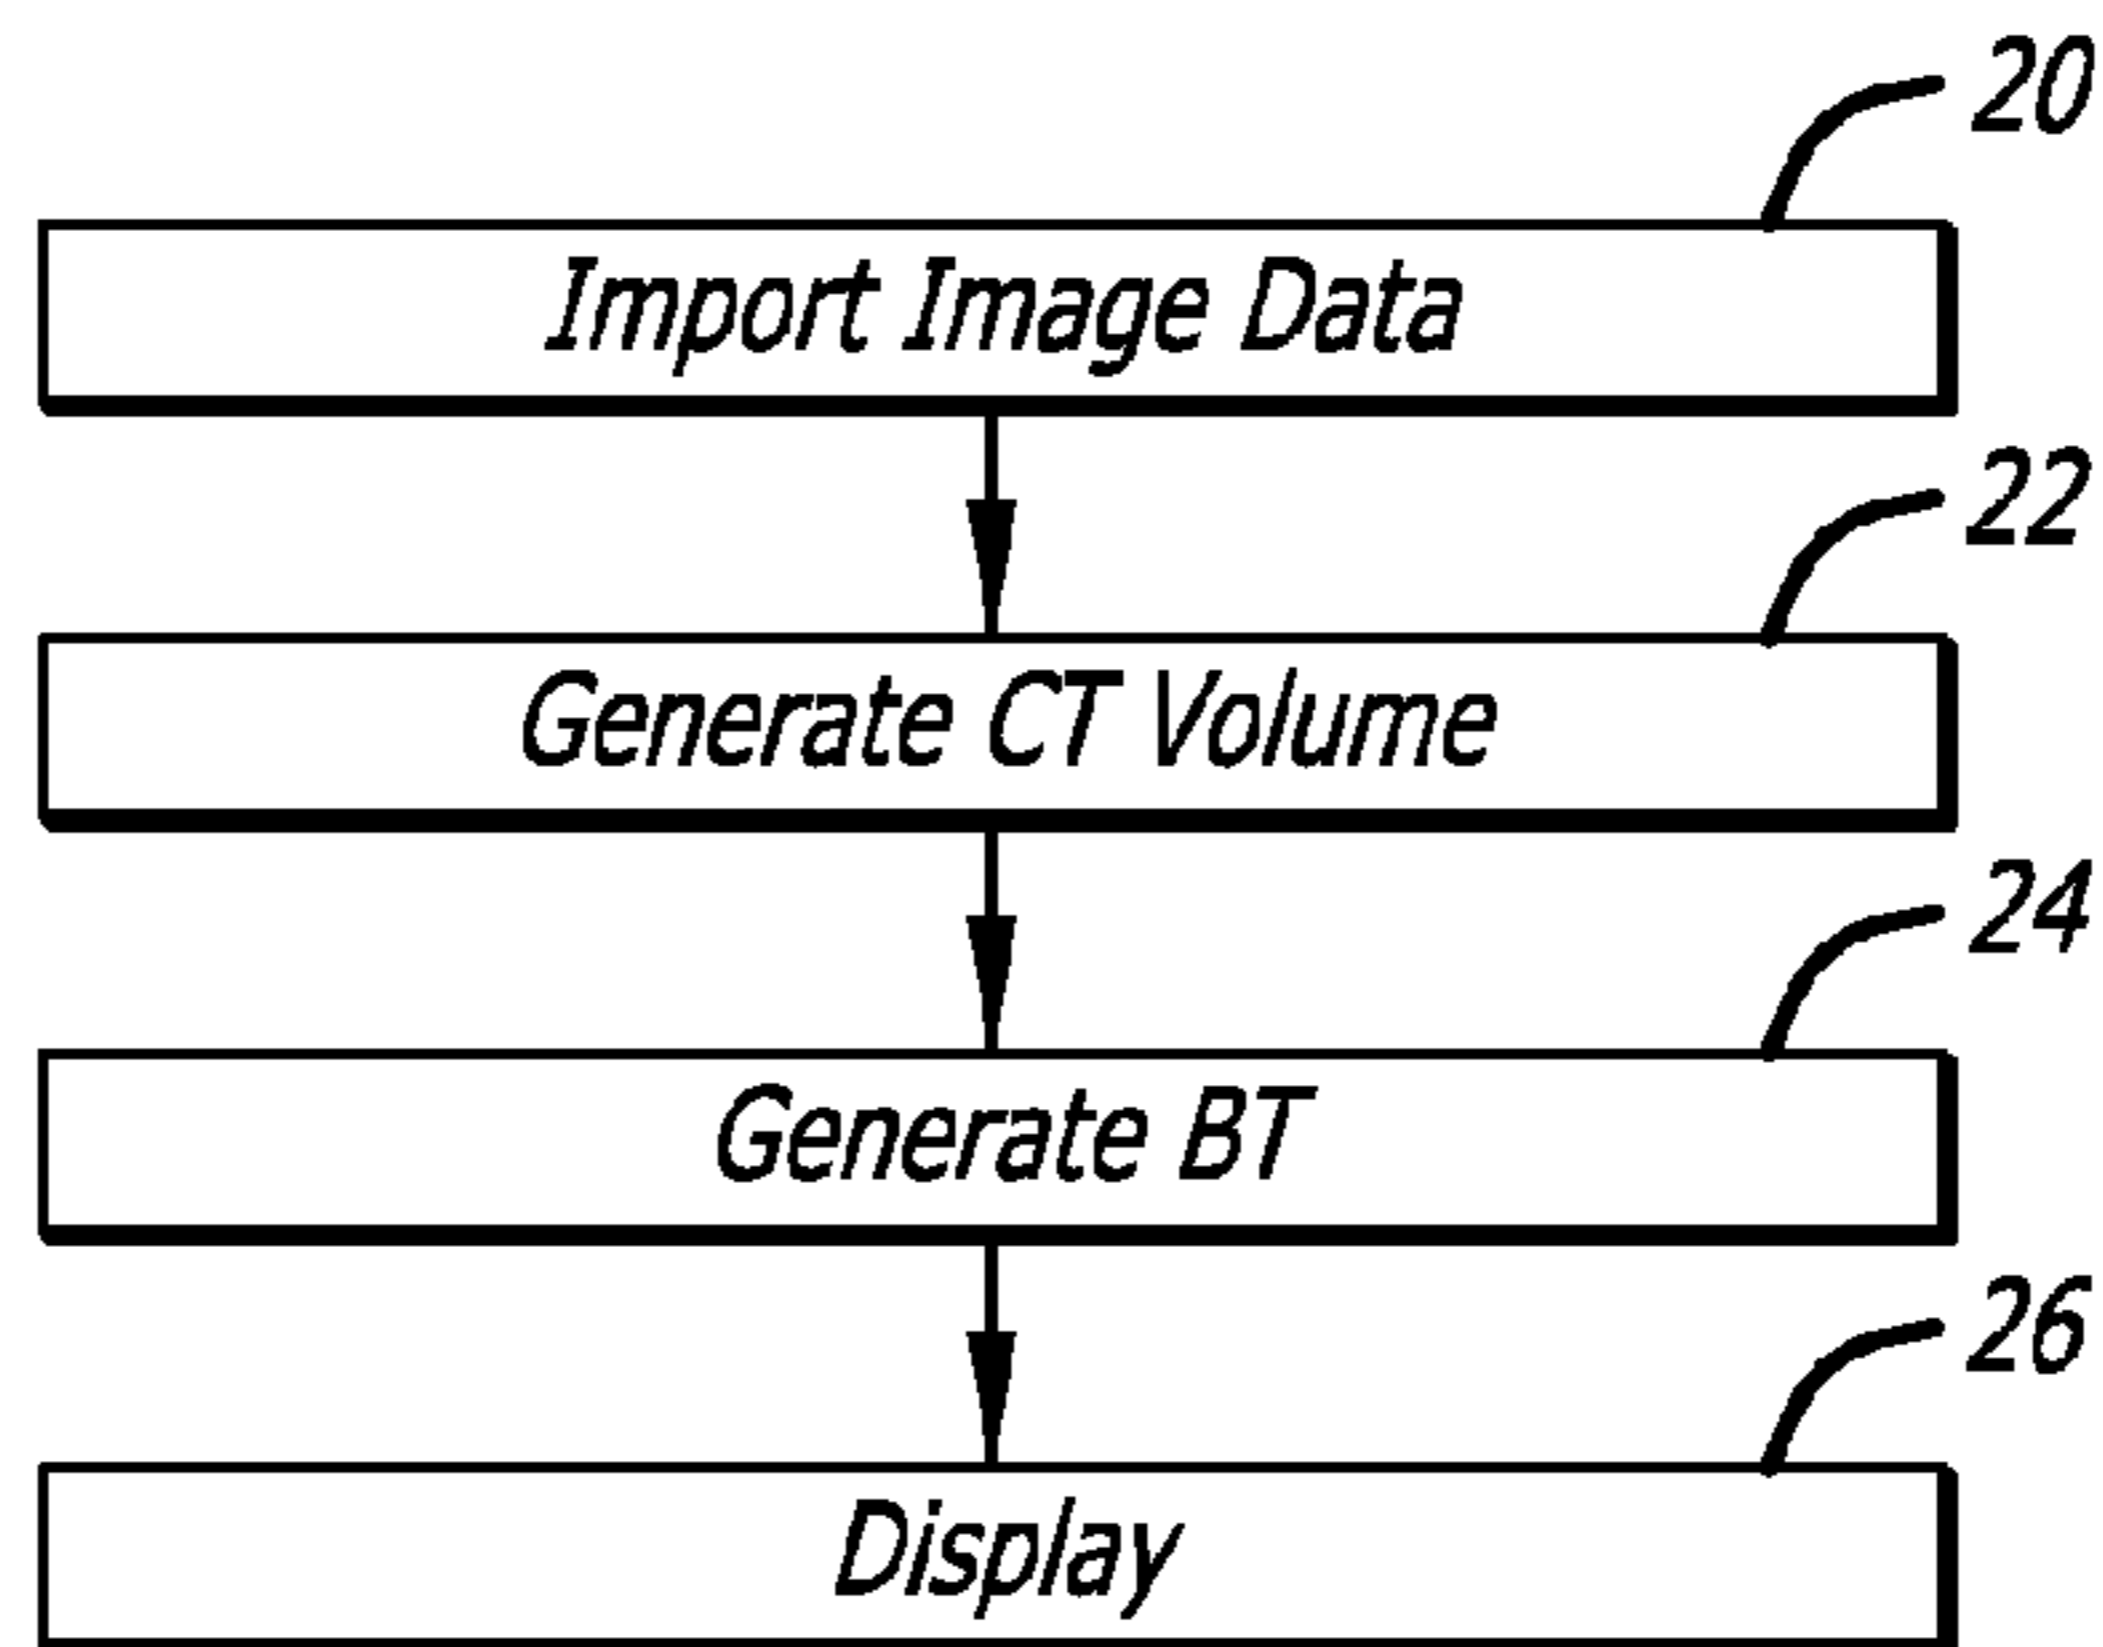 20
Import Image Data
22
Generate CT Volume
24
Generate BT
26
Display